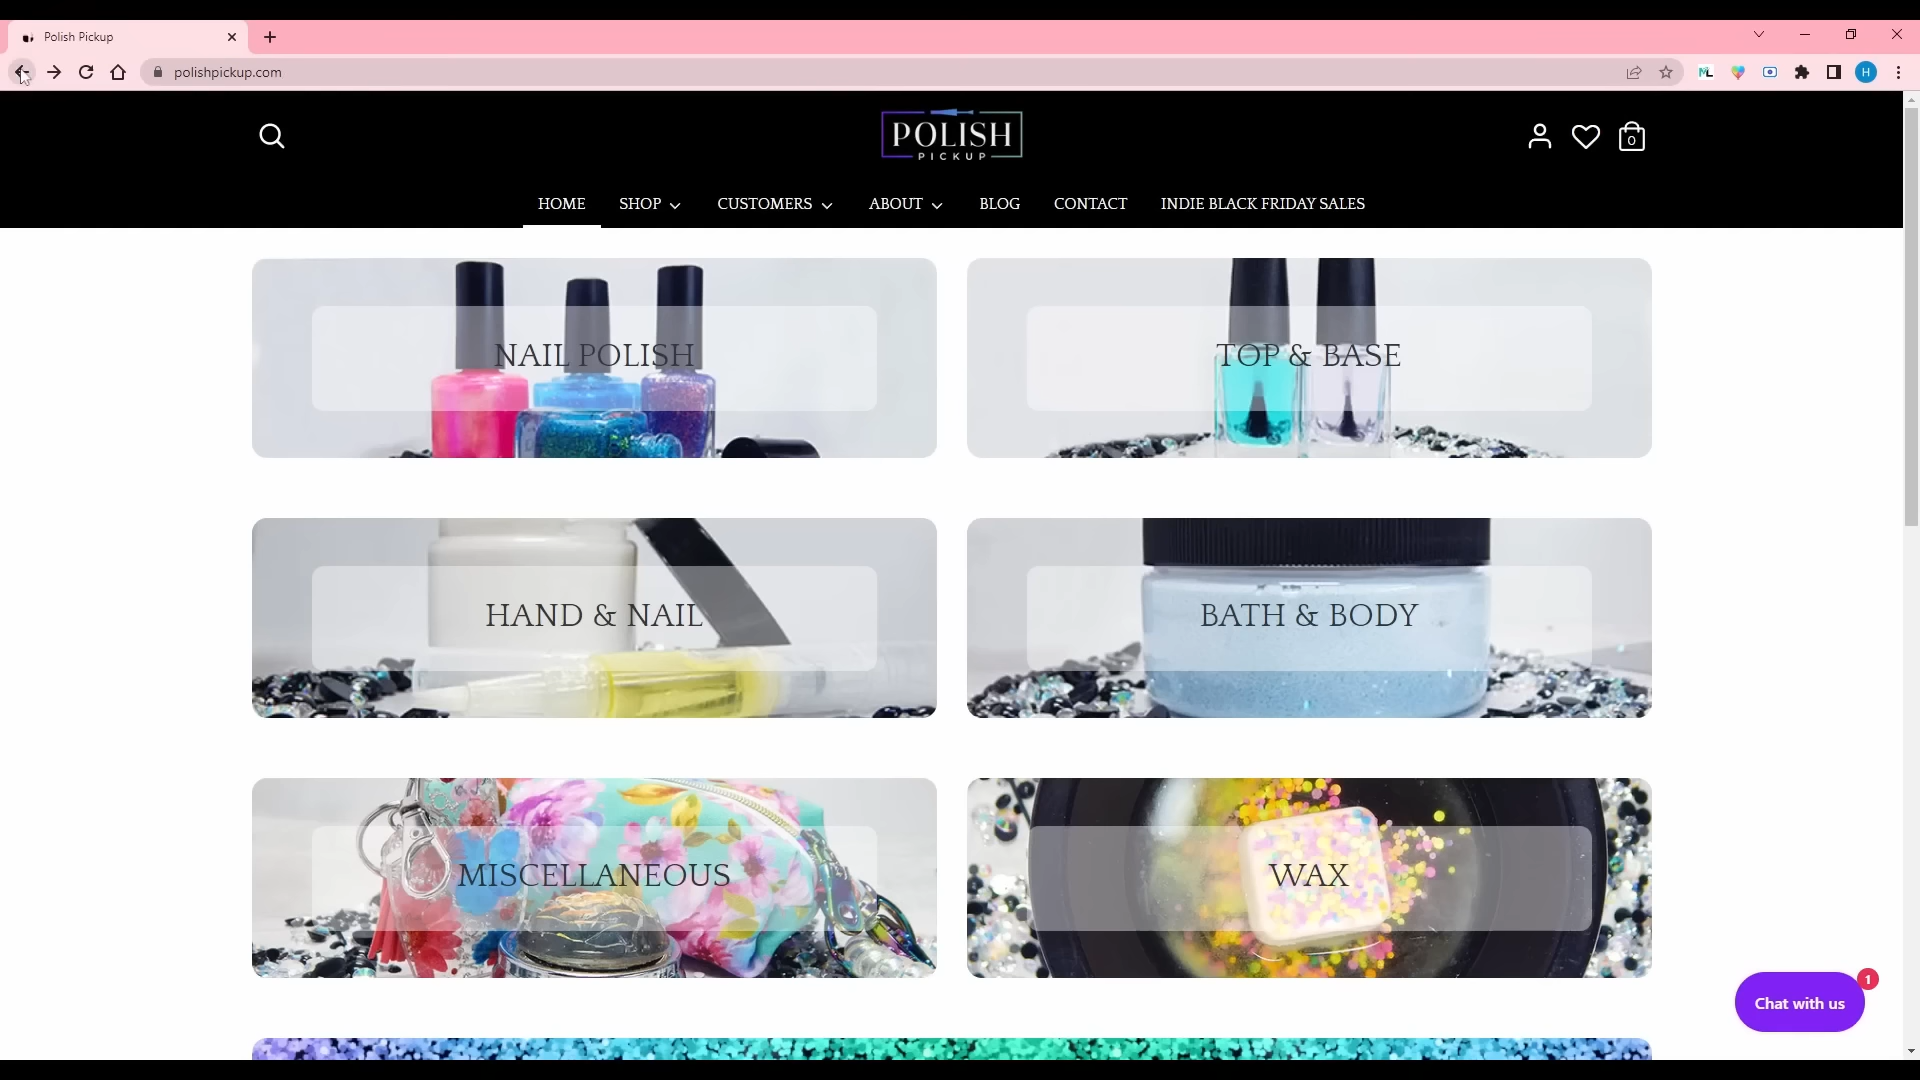 Polish Pickup
polishpickup.com
H
POLISH
PICKUP
0
HOME SHOP CUSTOMERS ABOUT BLOG CONTACT INDIE BLACK FRIDAY SALES
NAIL POLISH
TOP & BASE
HAND & NAIL
BATH & BODY
MISCELLANEOUS
WAX
1
Chat with us